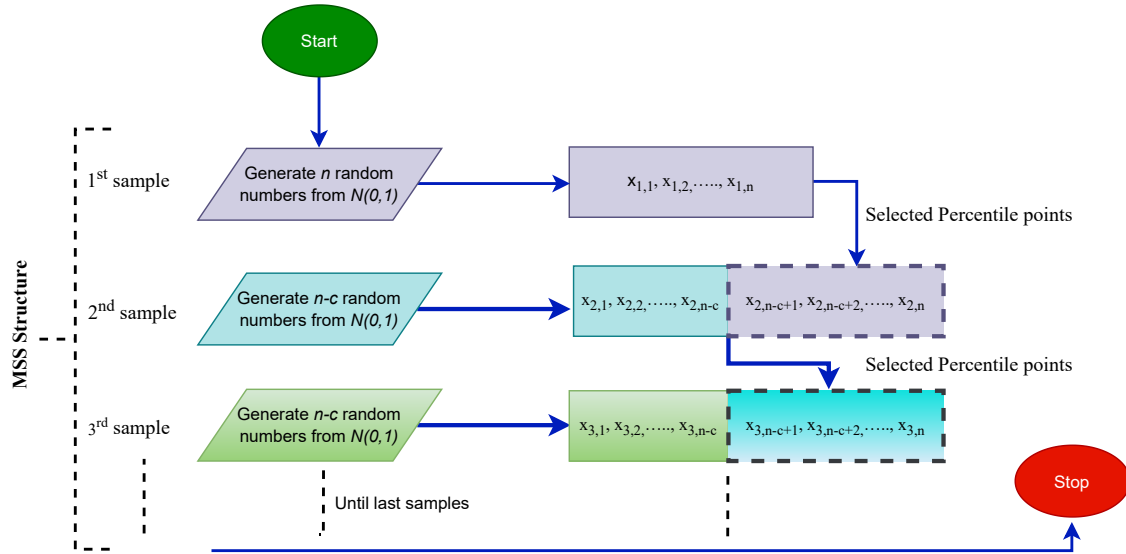 Start
MSS Structure
1st sample
Generate n random
numbers from N(0,1)
x1,1, x1,2,....., x1,n
Selected Percentile points
2nd sample
Generate n-c random
numbers from N(0,1)
x2,1, x2,2,....., x2,n-c
x2,n-c+1, x2,n-c+2,....., x2,n
Selected Percentile points
3rd sample
Generate n-c random
numbers from N(0,1)
x3,1, x3,2,....., x3,n-c
x3,n-c+1, x3,n-c+2,....., x3,n
Until last samples
Stop